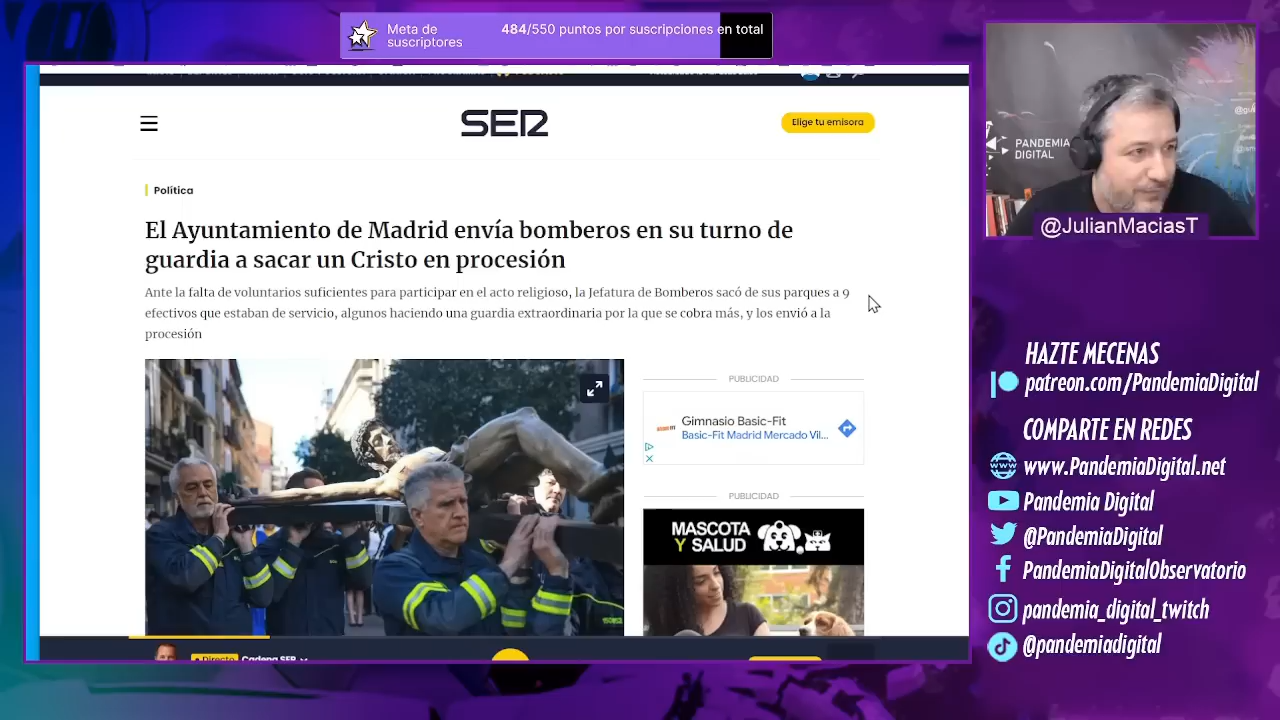 Meta de
suscriptores
484/550 puntos por suscripciones en total
SER
Elige tu emisora
Política
El Ayuntamiento de Madrid envía bomberos en su turno de
guardia a sacar un Cristo en procesión
Ante la falta de voluntarios suficientes para participar en el acto religioso, la Jefatura de Bomberos sacó de sus parques a 9
efectivos que estaban de servicio, algunos haciendo una guardia extraordinaria por la que se cobra más, y los envió a la
procesión
PUBLICIDAD
Gimnasio Basic-Fit
Basic-Fit Madrid Mercado Vil...
PUBLICIDAD
MASCOTA
Y SALUD
Directo Cadena SER
PANDEMIA
DIGITAL
@JulianMaciasT
HAZTE MECENAS
patreon.com/PandemiaDigital
COMPARTE EN REDES
www.PandemiaDigital.net
Pandemia Digital
@PandemiaDigital
PandemiaDigitalObservatorio
pandemia_digital_twitch
@pandemiadigital